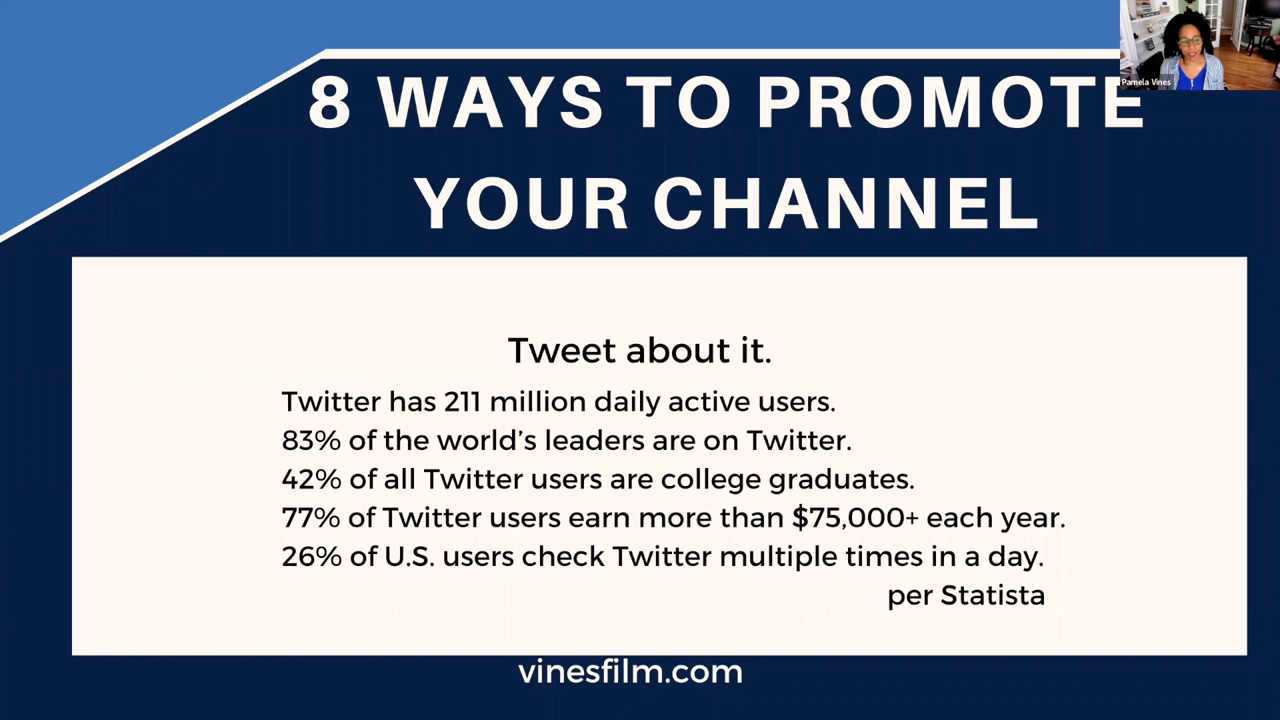 8 WAYS TO PROMOTE
YOUR CHANNEL
Pamela Vines
Tweet about it.
Twitter has 211 million daily active users.
83% of the world's leaders are on Twitter.
42% of all Twitter users are college graduates.
77% of Twitter users earn more than $75,000+ each year.
26% of U.S. users check Twitter multiple times in a day.
per Statista
vinesfilm.com